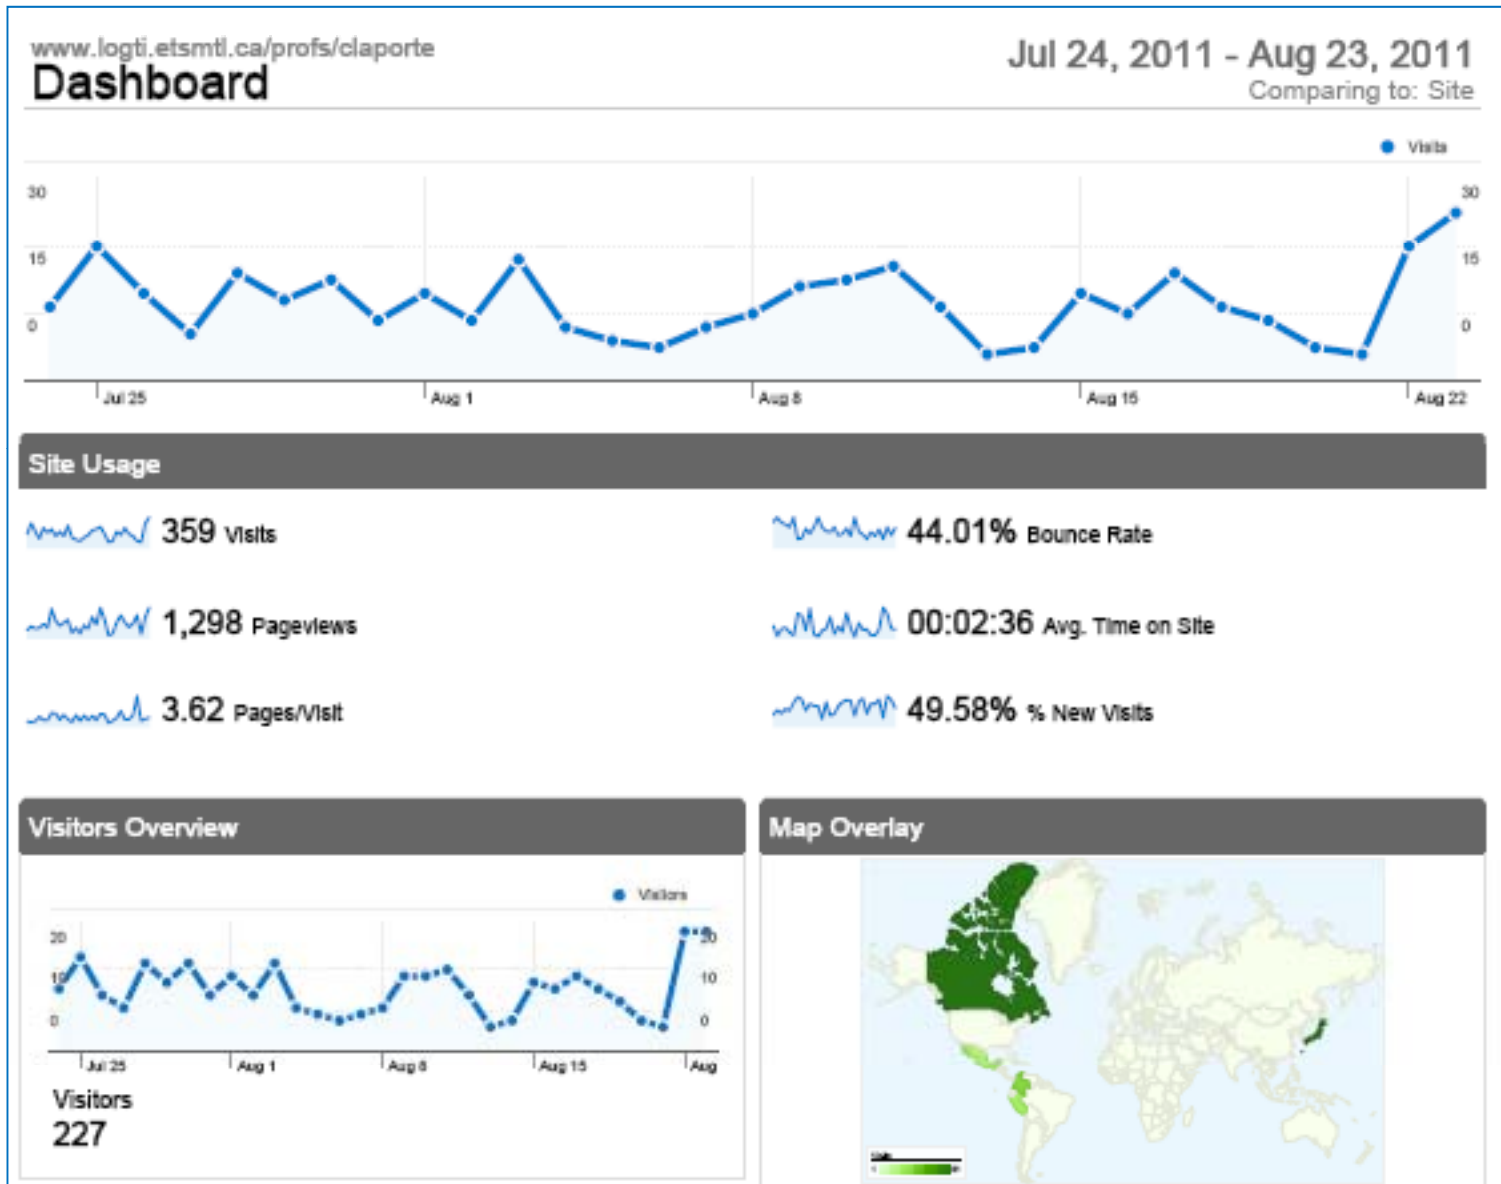 www.logti.etsmtl.ca/profs/claporte
Dashboard
Jul 24, 2011 - Aug 23, 2011
Comparing to: Site
Visits
30 30
15 15
0 0
Jul 25 Aug 1 Aug 8 Aug 15 Aug 22
Site Usage
359 Visits
44.01% Bounce Rate
1,298 Pageviews
00:02:36 Avg. Time on Site
3.62 Pages/Visit
49.58% % New Visits
Visitors Overview
Visitors
20 20
10 10
0 0
Jul 25 Aug 1 Aug 8 Aug 15 Aug
Visitors
227
Map Overlay